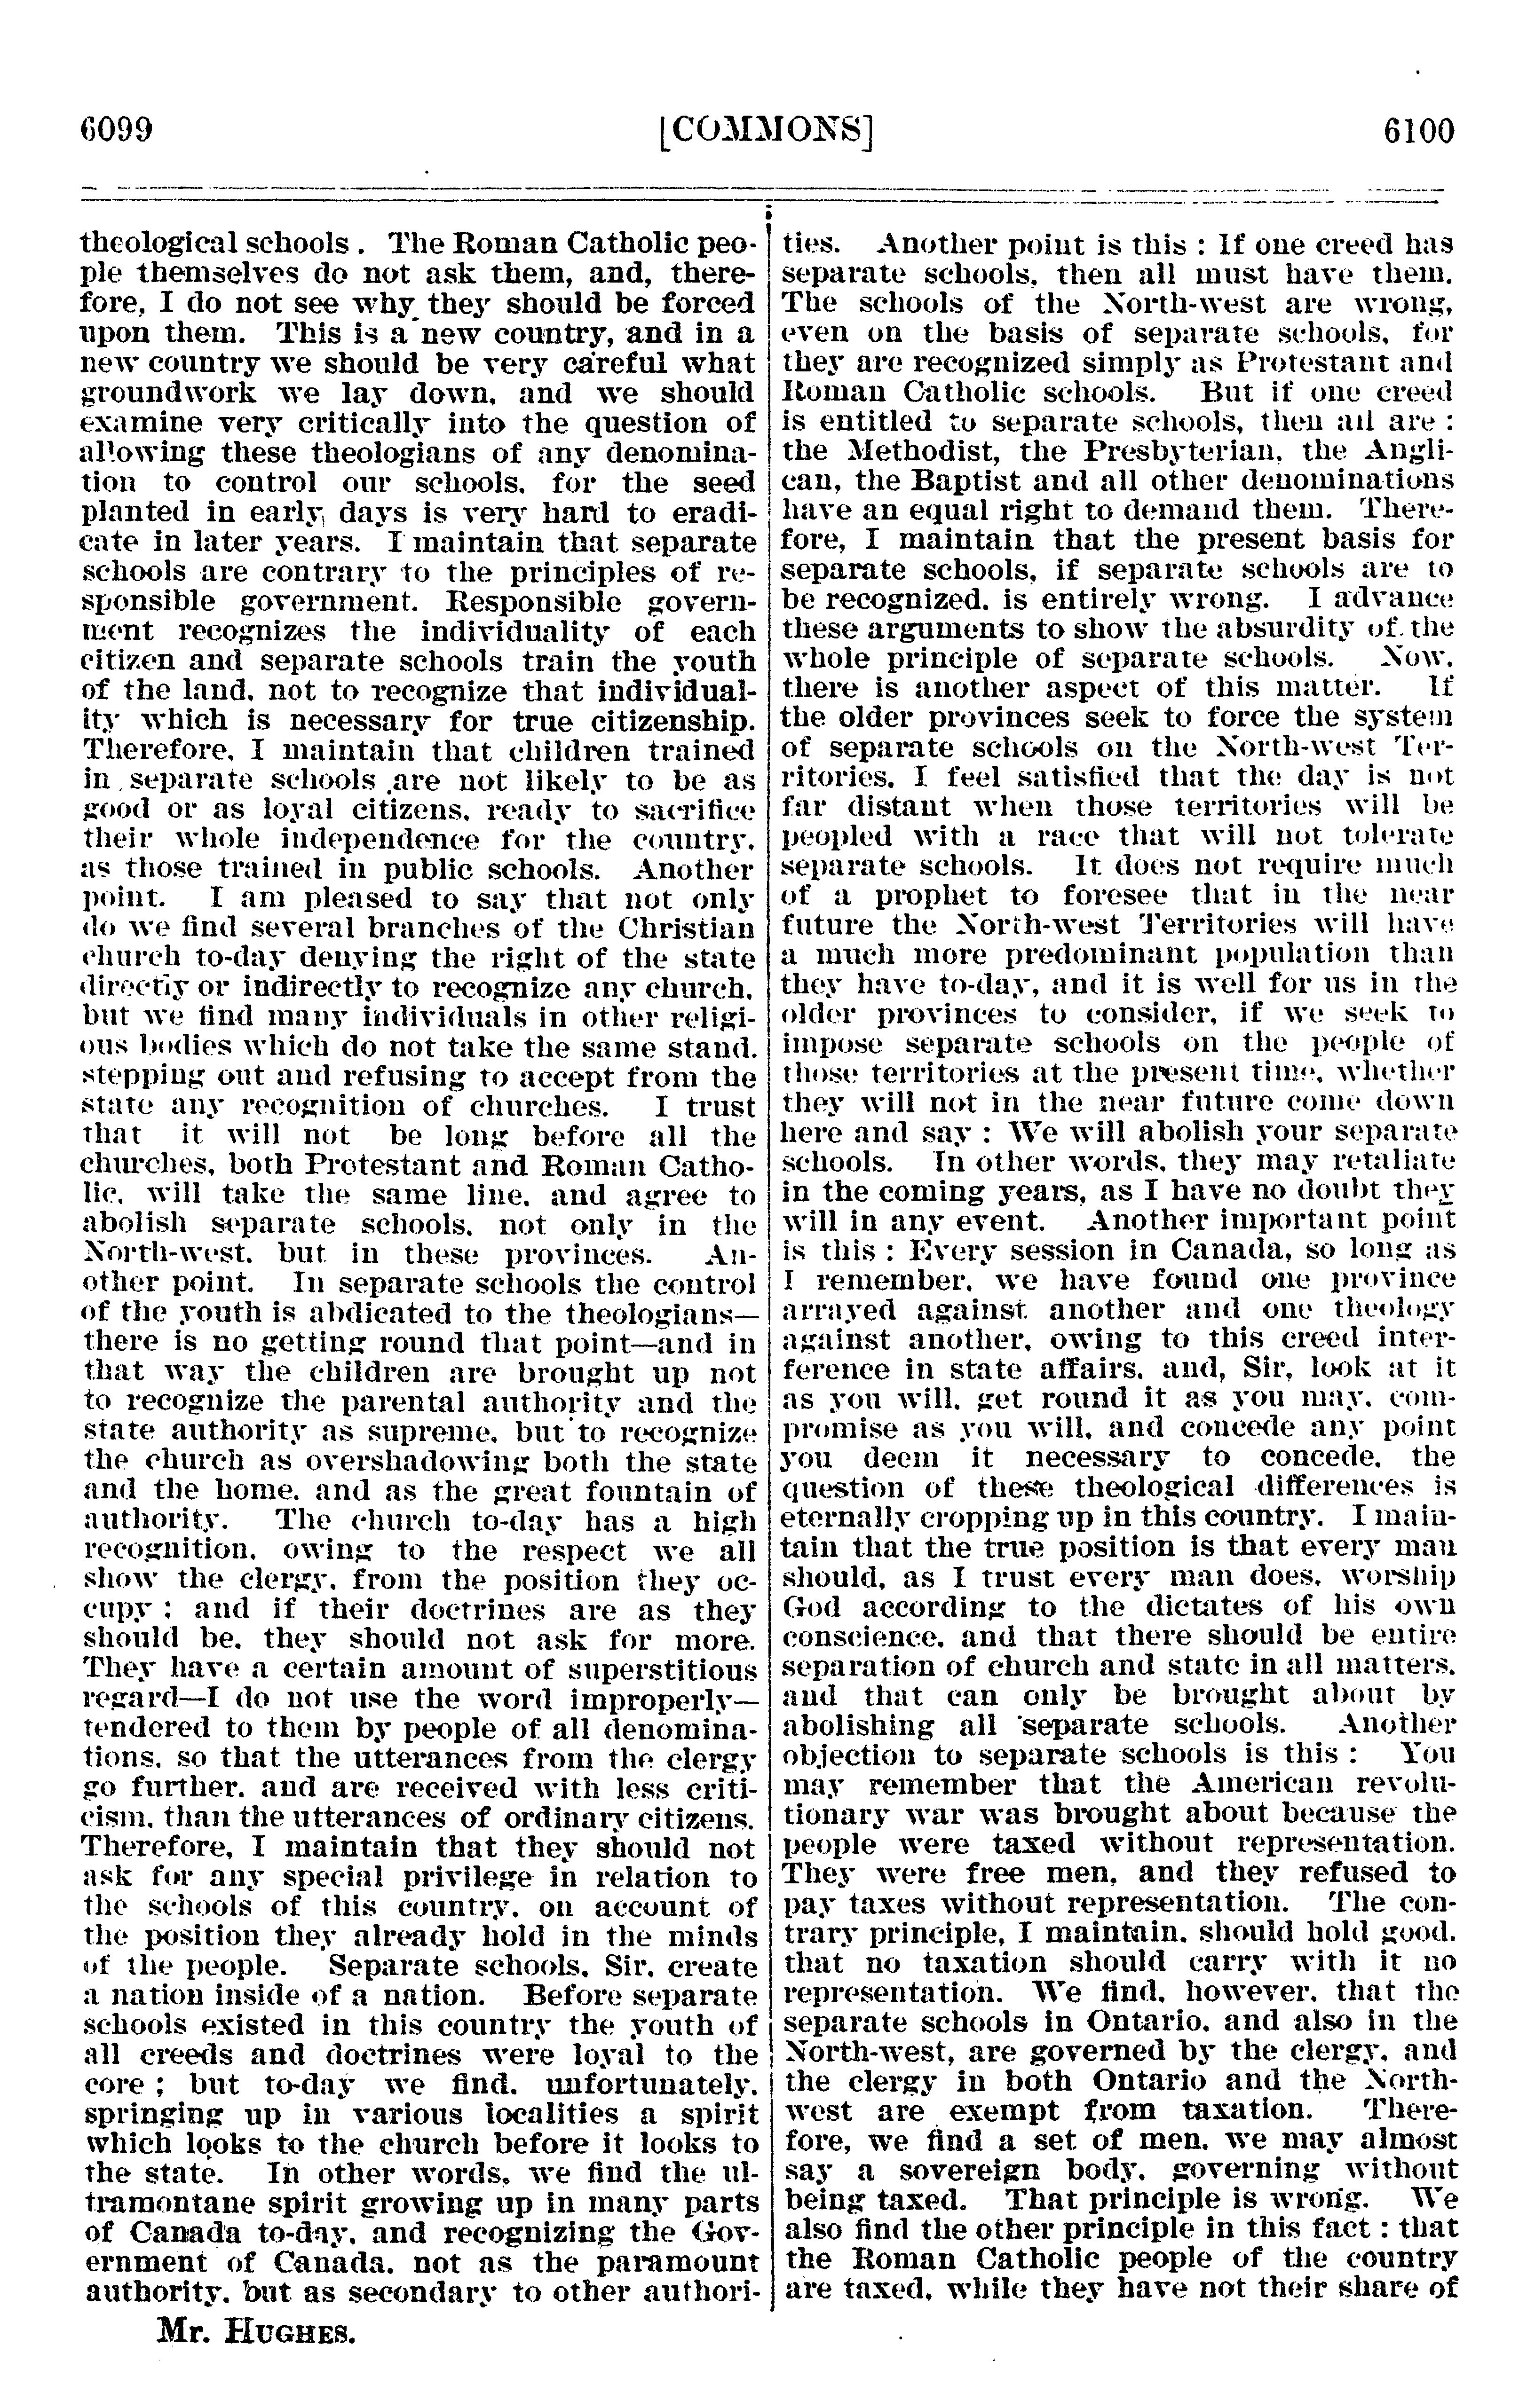 6099 [COMMONS] 6100
theological schools. The Roman Catholic peo-
ple themselves do not ask them, and, there-
fore, I do not see why they should be forced
upon them. This is a new country, and in a
new country we should be very careful what
groundwork we lay down, and we should
examine very critically into the question of
allowing these theologians of any denomina-
tion to control our schools, for the seed
planted in early days is very hard to eradi-
cate in later years. I maintain that separate
schools are contrary to the principles of re-
sponsible government. Responsible govern-
ment recognizes the individuality of each
citizen and separate schools train the youth
of the land, not to recognize that individual-
ity which is necessary for true citizenship.
Therefore, I maintain that children trained
in separate schools are not likely to be as
good or as loyal citizens, ready to sacrifice
their whole independence for the country,
as those trained in public schools. Another
point. I am pleased to say that not only
do we find several branches of the Christian
church to-day denying the right of the state
directly or indirectly to recognize any church,
but we find many individuals in other religi-
ous bodies which do not take the same stand,
stepping out and refusing to accept from the
state any recognition of churches. I trust
that it will not be long before all the
churches, both Protestant and Roman Catho-
lic, will take the same line, and agree to
abolish separate schools, not only in the
North-west, but in these provinces. An-
other point. In separate schools the control
of the youth is abdicated to the theologians—
there is no getting round that point—and in
that way the children are brought up not
to recognize the parental authority and the
state authority as supreme, but to recognize
the church as overshadowing both the state
and the home, and as the great fountain of
authority. The church to-day has a high
recognition, owing to the respect we all
show the clergy, from the position they oc-
cupy; and if their doctrines are as they
should be, they should not ask for more.
They have a certain amount of superstitious
regard—I do not use the word improperly—
tendered to them by people of all denomina-
tions, so that the utterances from the clergy
go further, and are received with less criti-
cism, than the utterances of ordinary citizens.
Therefore, I maintain that they should not
ask for any special privilege in relation to
the schools of this country, on account of
the position they already hold in the minds
of the people. Separate schools, Sir, create
a nation inside of a nation. Before separate
schools existed in this country the youth of
all creeds and doctrines were loyal to the
core; but to-day we find, unfortunately,
springing up in various localities a spirit
which looks to the church before it looks to
the state. In other words, we find the ul-
tramontane spirit growing up in many parts
of Canada to-day, and recognizing the Gov-
ernment of Canada, not as the paramount
authority, but as secondary to other authori-
Mr. HUGHES.
ties. Another point is this : If one creed has
separate schools, then all must have them.
The schools of the North-west are wrong,
even on the basis of separate schools, for
they are recognized simply as Protestant and
Roman Catholic schools. But if one creed
is entitled to separate schools, then all are :
the Methodist, the Presbyterian, the Angli-
can, the Baptist and all other denominations
have an equal right to demand them. There-
fore, I maintain that the present basis for
separate schools, if separate schools are to
be recognized, is entirely wrong. I advance
these arguments to show the absurdity of the
whole principle of separate schools. Now,
there is another aspect of this matter. If
the older provinces seek to force the system
of separate schools on the North-west Ter-
ritories, I feel satisfied that the day is not
far distant when those territories will be
peopled with a race that will not tolerate
separate schools. It does not require much
of a prophet to foresee that in the near
future the North-west Territories will have
a much more predominant population than
they have to-day, and it is well for us in the
older provinces to consider, if we seek to
impose separate schools on the people of
those territories at the present time, whether
they will not in the near future come down
here and say : We will abolish your separate
schools. In other words, they may retaliate
in the coming years, as I have no doubt they
will in any event. Another important point
is this : Every session in Canada, so long as
I remember, we have found one province
arrayed against another and one theology
against another, owing to this creed inter-
ference in state affairs, and, Sir, look at it
as you will, get round it as you may, com-
promise as you will, and concede any point
you deem it necessary to concede, the
question of these theological differences is
eternally cropping up in this country. I main-
tain that the true position is that every man
should, as I trust every man does, worship
God according to the dictates of his own
conscience, and that there should be entire
separation of church and state in all matters,
and that can only be brought about by
abolishing all separate schools. Another
objection to separate schools is this : You
may remember that the American revolu-
tionary war was brought about because the
people were taxed without representation.
They were free men, and they refused to
pay taxes without representation. The con-
trary principle, I maintain, should hold good,
that no taxation should carry with it no
representation. We find, however, that the
separate schools in Ontario, and also in the
North-west, are governed by the clergy, and
the clergy in both Ontario and the North-
west are exempt from taxation. There-
fore, we find a set of men, we may almost
say a sovereign body, governing without
being taxed. That principle is wrong. We
also find the other principle in this fact : that
the Roman Catholic people of the country
are taxed, while they have not their share of